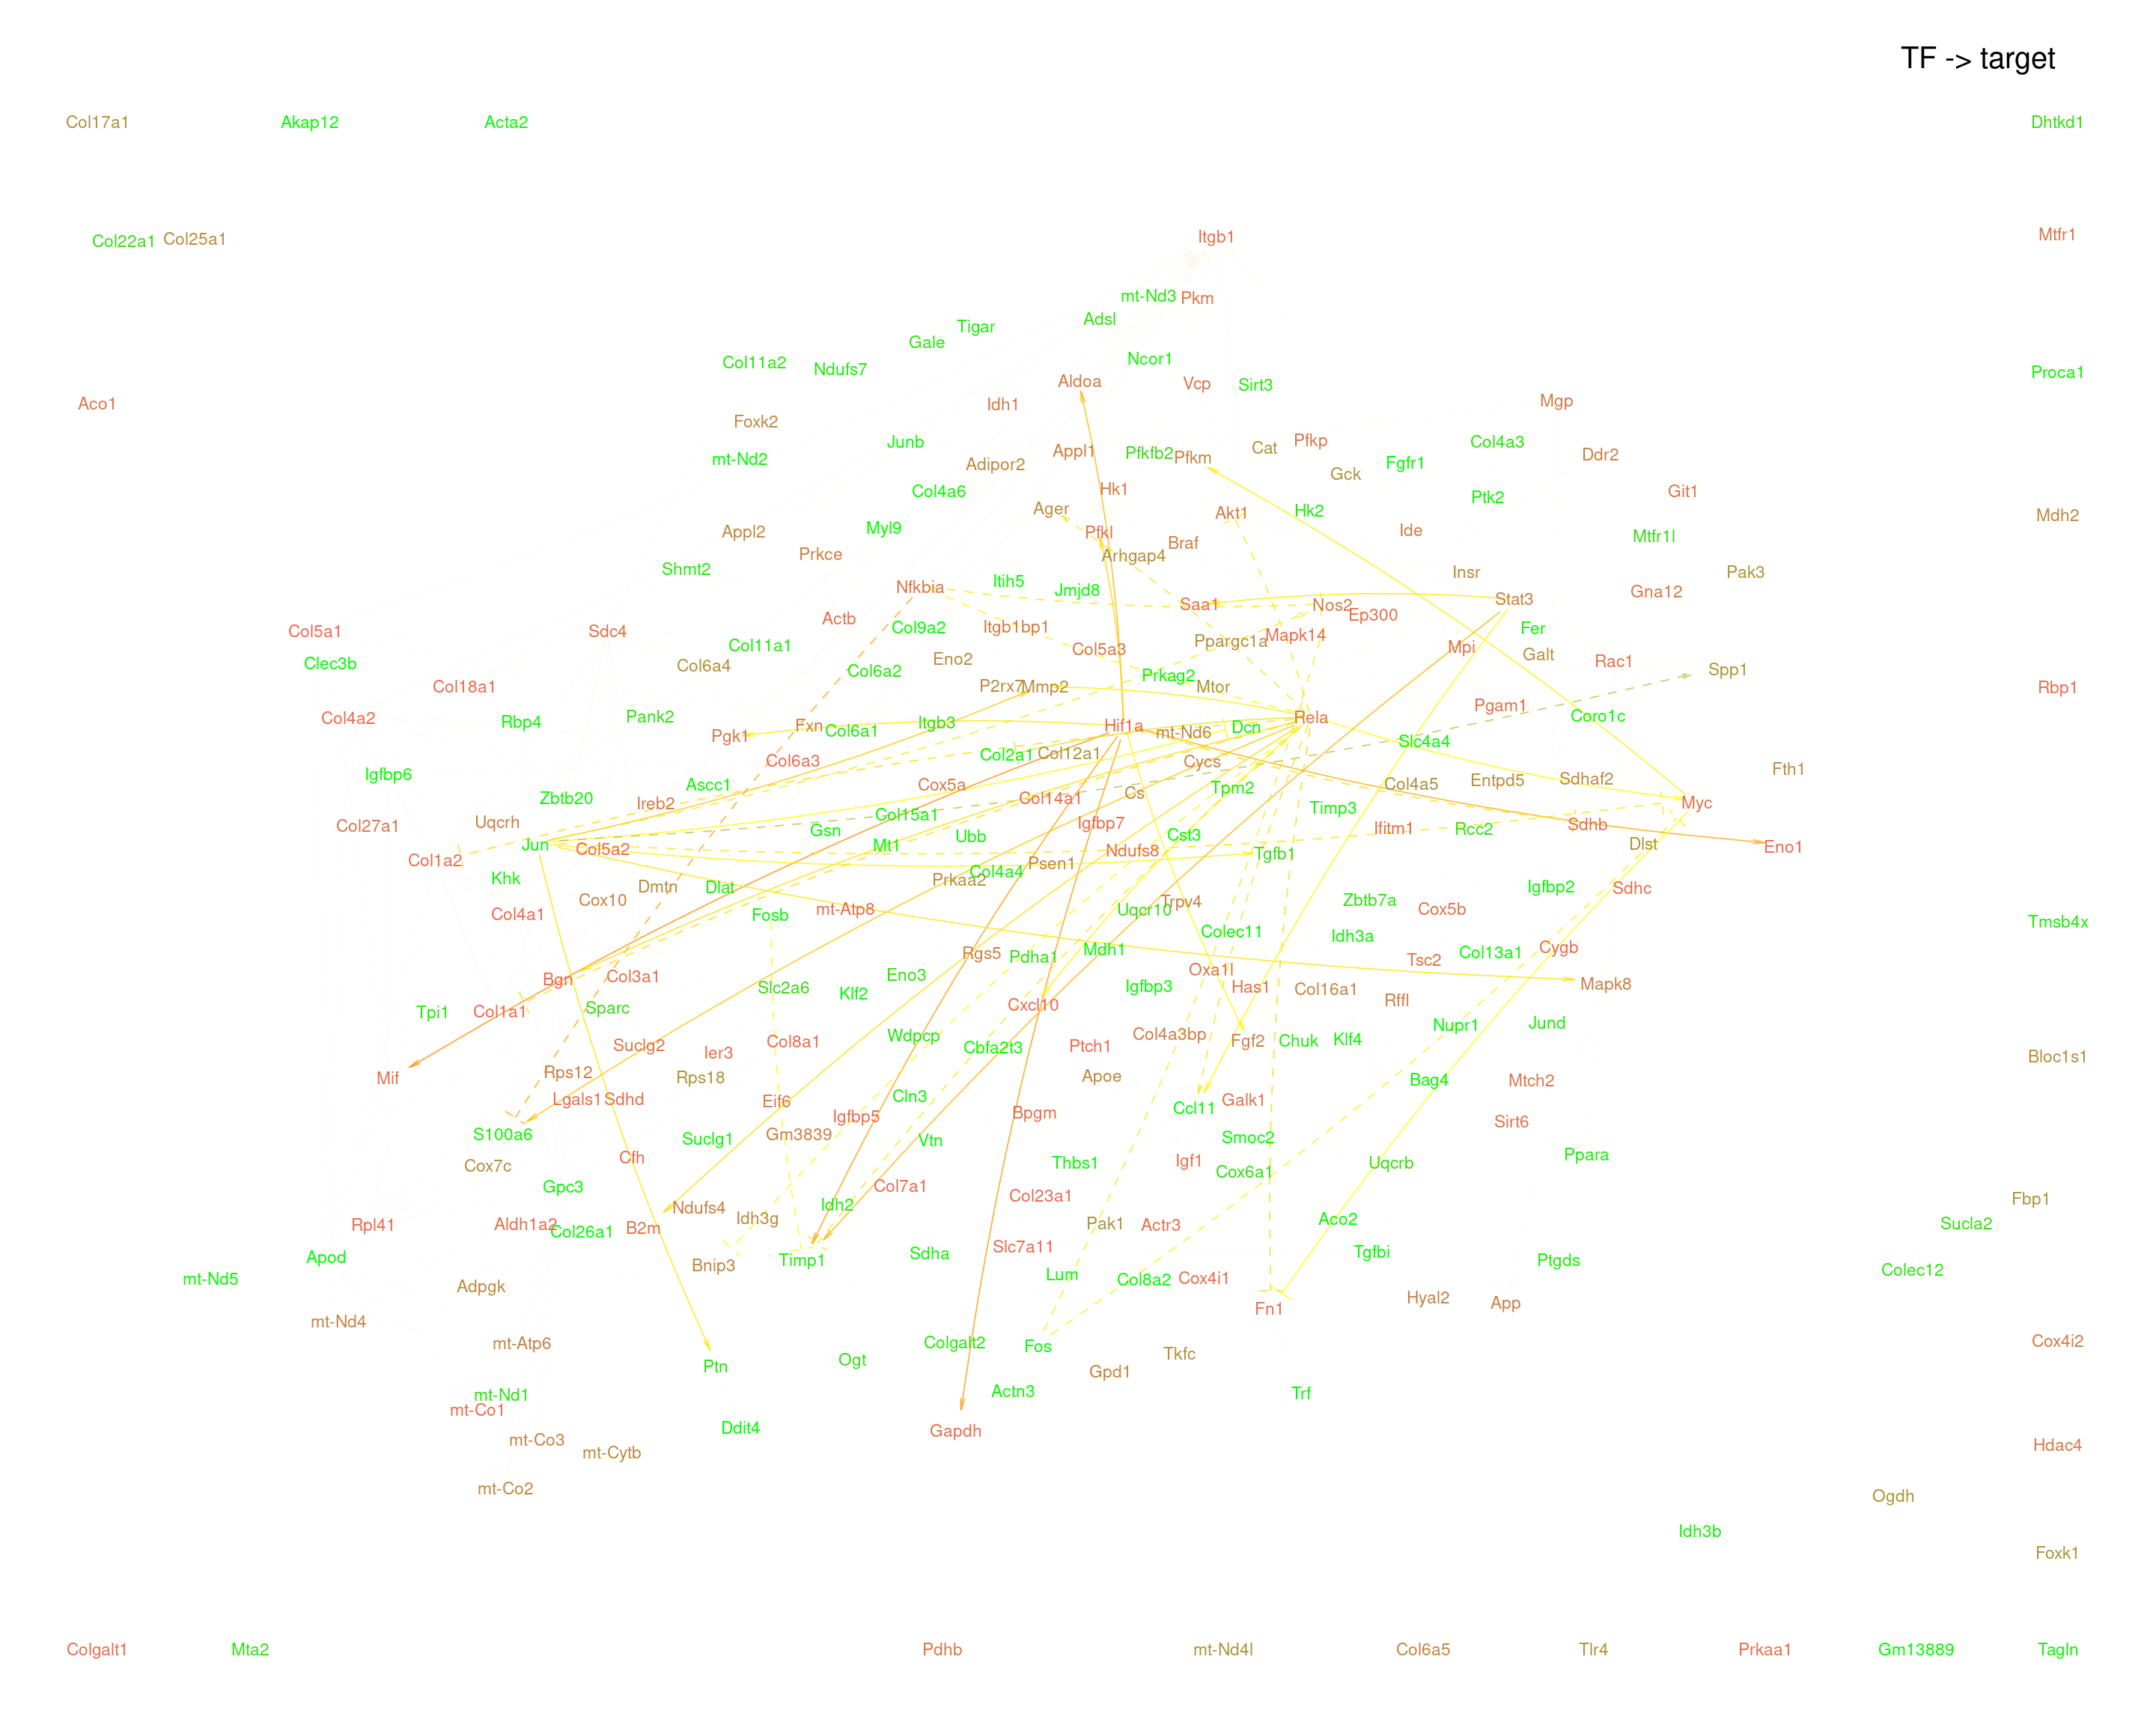 TF -> target
Col17a1 Akap12 Acta2 Dhtkd1
Itgb1 Mtfr1
Col22a1 Col25a1
mt-Nd3 Pkm
Adsl
Tigar
Gale
Ncor1
Col11a2 Ndufs7
Proca1
Aldoa Vcp Sirt3
Aco1 Idh1 Mgp
Foxk2
Junb Pfkp Col4a3
Appl1 Pfkfb2 Pfkm Cat Ddr2
mt-Nd2 Adipor2 Fgfr1
Gck
Col4a6 Hk1 Ptk2 Git1
Ager Akt1 Hk2 Mdh2
Appl2 Myl9 Pfkl Ide Mtfr1l
Prkce Arhgap4 Braf
Shmt2 Insr Pak3
Nfkbia Itih5 Jmjd8 Gna12
Saa1 Nos2 Stat3
Actb Ep300
Col5a1 Sdc4 Col9a2 Itgb1bp1 Mapk14 Fer
Col11a1 Col5a3 Ppargc1a Mpi Galt
Clec3b Col6a4 Col6a2 Eno2 Rac1 Spp1
Col18a1 P2rx7 Mmp2 Prkag2 Mtor Rbp1
Col4a2 Rbp4 Pank2 Pgam1 Coro1c
Pgk1 Fxn Col6a1 Itgb3 Hif1a mt-Nd6 Dcn Rela
Col6a3 Col2a1 Col12a1 Cycs Slc4a4
Igfbp6 Ascc1 Cox5a Cs Tpm2 Col4a5 Entpd5 Sdhaf2 Fth1
Zbtb20 Ireb2 Col14a1 Timp3 Myc
Col27a1 Uqcrh Gsn Col15a1 Ubb Igfbp7 Cst3 Ifitm1 Rcc2 Sdhb
Col1a2 Jun Col5a2 Mt1 Psen1 Ndufs8 Tgfb1 Dlst Eno1
Khk Dmtn Dlat Prkaa2 Col4a4 Igfbp2 Sdhc
Col4a1 Cox10 Fosb mt-Atp8 Uqcr10 Trpv4 Zbtb7a Cox5b
Colec11 Idh3a Tmsb4x
Bgn Col3a1 Eno3 Rgs5 Pdha1 Mdh1 Oxa1l Tsc2 Col13a1 Cygb
Slc2a6 Klf2 Igfbp3 Has1 Col16a1 Rffl Mapk8
Tpi1 Col1a1 Sparc Cxcl10
Suclg2 Ier3 Col8a1 Wdpcp Cbfa2t3 Ptch1 Col4a3bp Fgf2 Chuk Klf4 Nupr1 Jund
Mif Rps12 Rps18 Apoe Bag4 Mtch2 Bloc1s1
Lgals1 Sdhd Eif6 Cln3 Galk1
S100a6 Suclg1 Gm3839 Igfbp5 Vtn Bpgm Ccl11 Smoc2 Sirt6
Cox7c Cfh Thbs1 Igf1 Cox6a1 Uqcrb Ppara
Gpc3 Col7a1 Col23a1 Fbp1
Rpl41 Aldh1a2 Col26a1 B2m Ndufs4 Idh3g Idh2 Pak1 Actr3 Aco2 Sucla2
Apod Bnip3 Timp1 Sdha Slc7a11 Tgfbi Ptgds
mt-Nd5 Adpgk Lum Col8a2 Cox4i1 Colec12
mt-Nd4 Fn1 Hyal2 App
mt-Atp6 Colgalt2 Fos Cox4i2
Ptn Ogt Gpd1 Tkfc
mt-Nd1 Actn3 Trf
mt-Co1 Ddit4 Gapdh
mt-Co3 mt-Cytb Hdac4
mt-Co2 Ogdh
Idh3b
Foxk1
Colgalt1 Mta2 Pdhb mt-Nd4l Col6a5 Tlr4 Prkaa1 Gm13889 Tagln